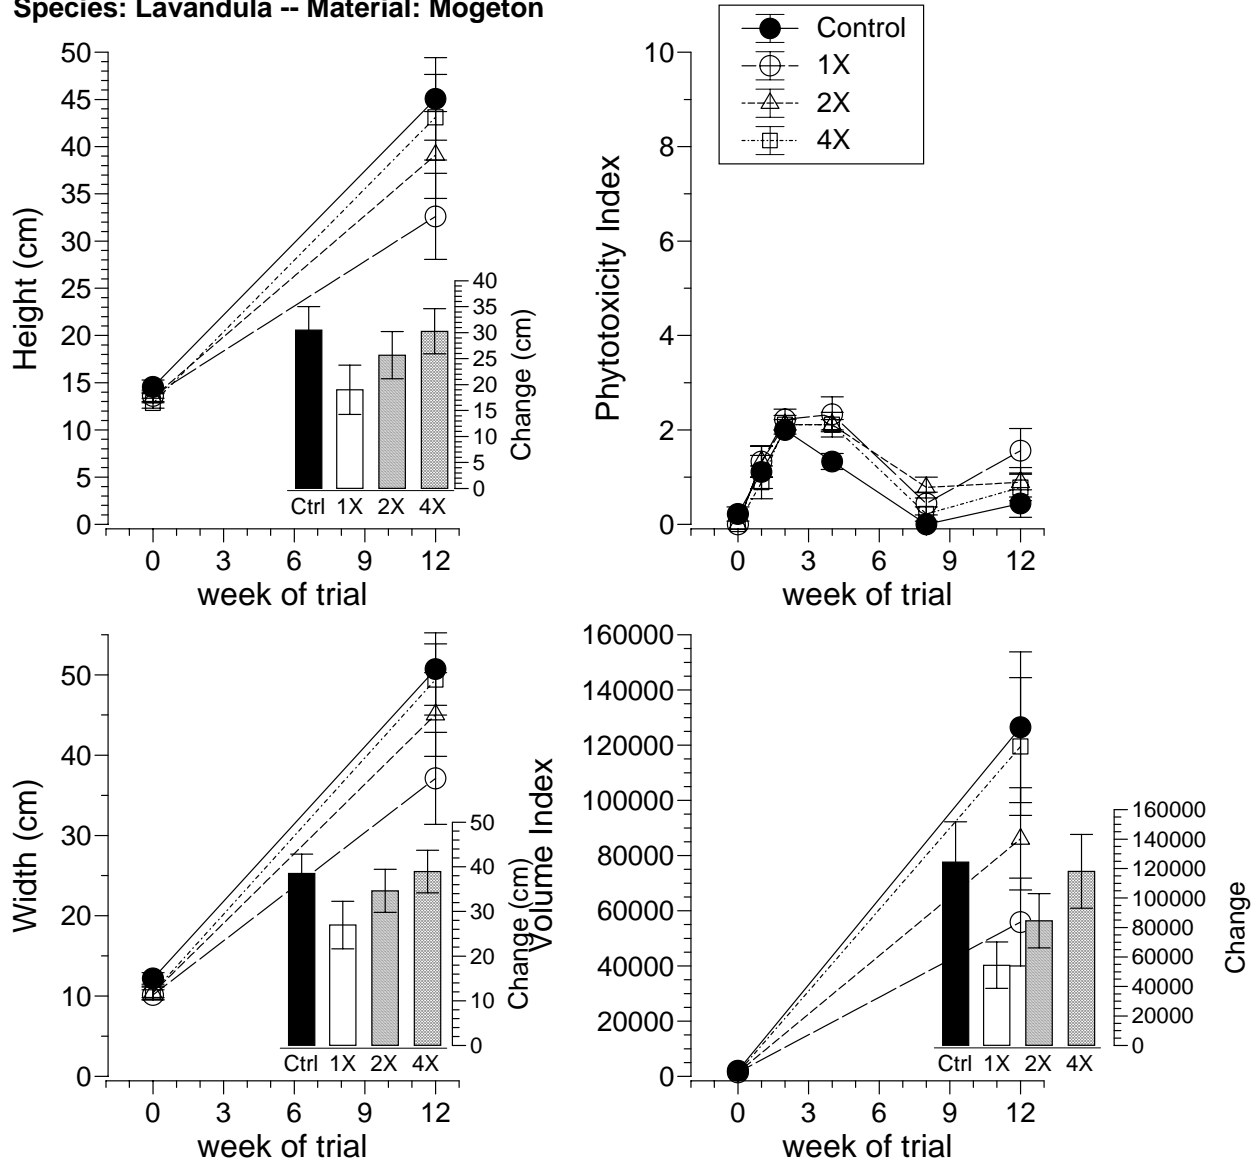 Species: Lavandula -- Material: Mogeton
Control
1X
2X
4X
Height (cm)
50
45
40
35
30
25
20
15
10
5
0
0 3 6 9 12
week of trial
Change (cm)
40
35
30
25
20
15
10
5
0
Ctrl 1X 2X 4X
Phytotoxicity Index
10
8
6
4
2
0
0 3 6 9 12
week of trial
Width (cm)
50
40
30
20
10
0
0 3 6 9 12
week of trial
Change (cm)
50
40
30
20
10
0
Ctrl 1X 2X 4X
Volume Index
160000
140000
120000
100000
80000
60000
40000
20000
0
0 3 6 9 12
week of trial
Change
160000
140000
120000
100000
80000
60000
40000
20000
0
Ctrl 1X 2X 4X